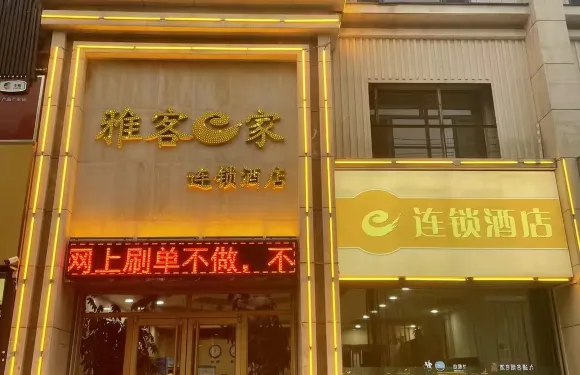 雅客e家
连锁酒店
网上刷单不做，不
e 连锁酒店